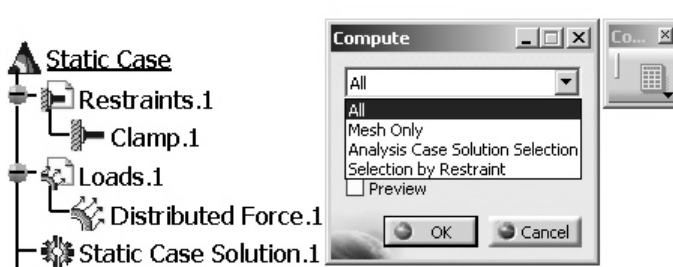 Static Case
Restraints.1
Clamp.1
Loads.1
Distributed Force.1
Static Case Solution.1
Compute
All
All
Mesh Only
Analysis Case Solution Selection
Selection by Restraint
Preview
OK
Cancel
Co...